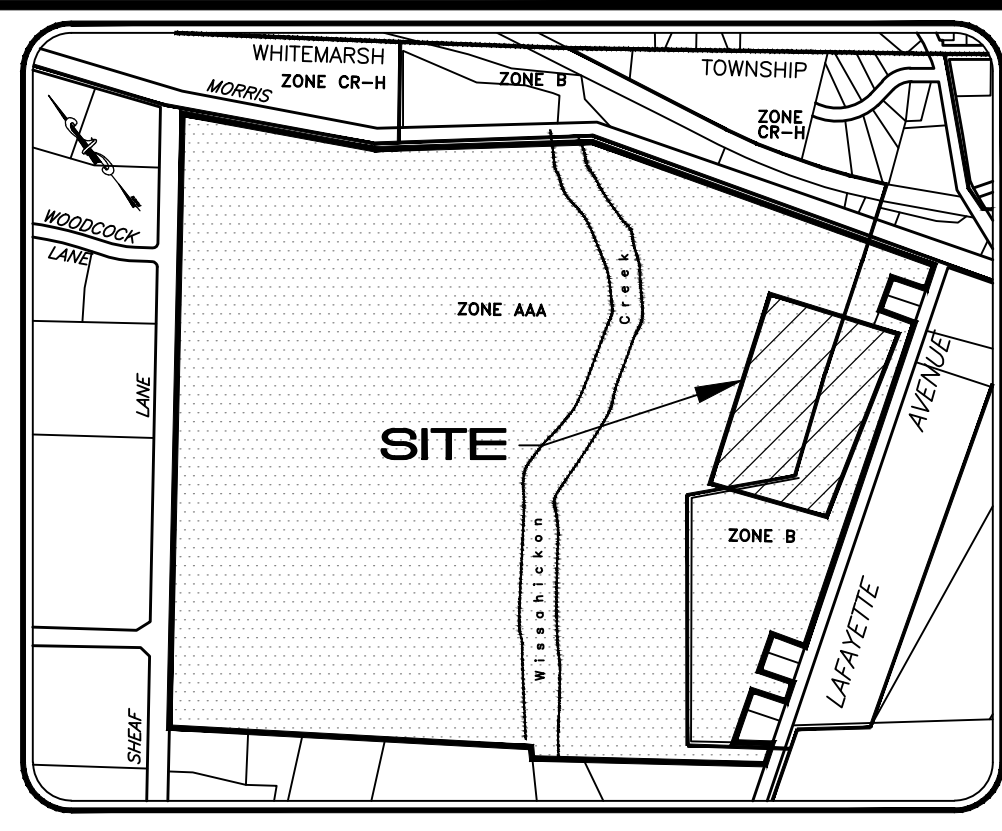 WHITEMARSH
TOWNSHIP
ZONE CR-H
ZONE B
MORRIS
ZONE
CR-H
WOODCOCK
LANE
Creek
ZONE AAA
AVENUE
LANE
SITE
Wissahickon
ZONE B
LAFAYETTE
SHEAF